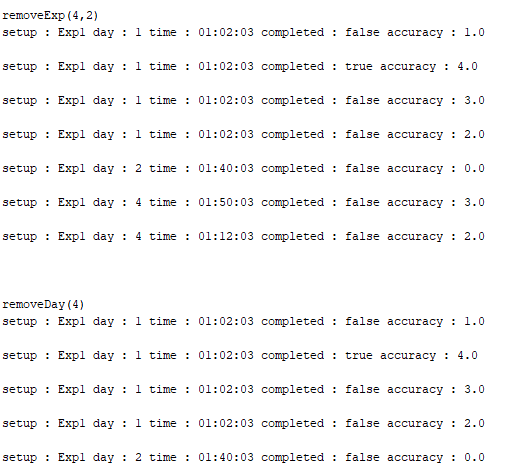 removeExp(4,2)
setup : Exp1 day : 1 time : 01:02:03 completed : false accuracy : 1.0
setup : Exp1 day : 1 time : 01:02:03 completed : true accuracy : 4.0
setup : Exp1 day : 1 time : 01:02:03 completed : false accuracy : 3.0
setup : Exp1 day : 1 time : 01:02:03 completed : false accuracy : 2.0
setup : Exp1 day : 2 time : 01:40:03 completed : false accuracy : 0.0
setup : Exp1 day : 4 time : 01:50:03 completed : false accuracy : 3.0
setup : Exp1 day : 4 time : 01:12:03 completed : false accuracy : 2.0
removeDay(4)
setup : Exp1 day : 1 time : 01:02:03 completed : false accuracy : 1.0
setup : Exp1 day : 1 time : 01:02:03 completed : true accuracy : 4.0
setup : Exp1 day : 1 time : 01:02:03 completed : false accuracy : 3.0
setup : Exp1 day : 1 time : 01:02:03 completed : false accuracy : 2.0
setup : Exp1 day : 2 time : 01:40:03 completed : false accuracy : 0.0